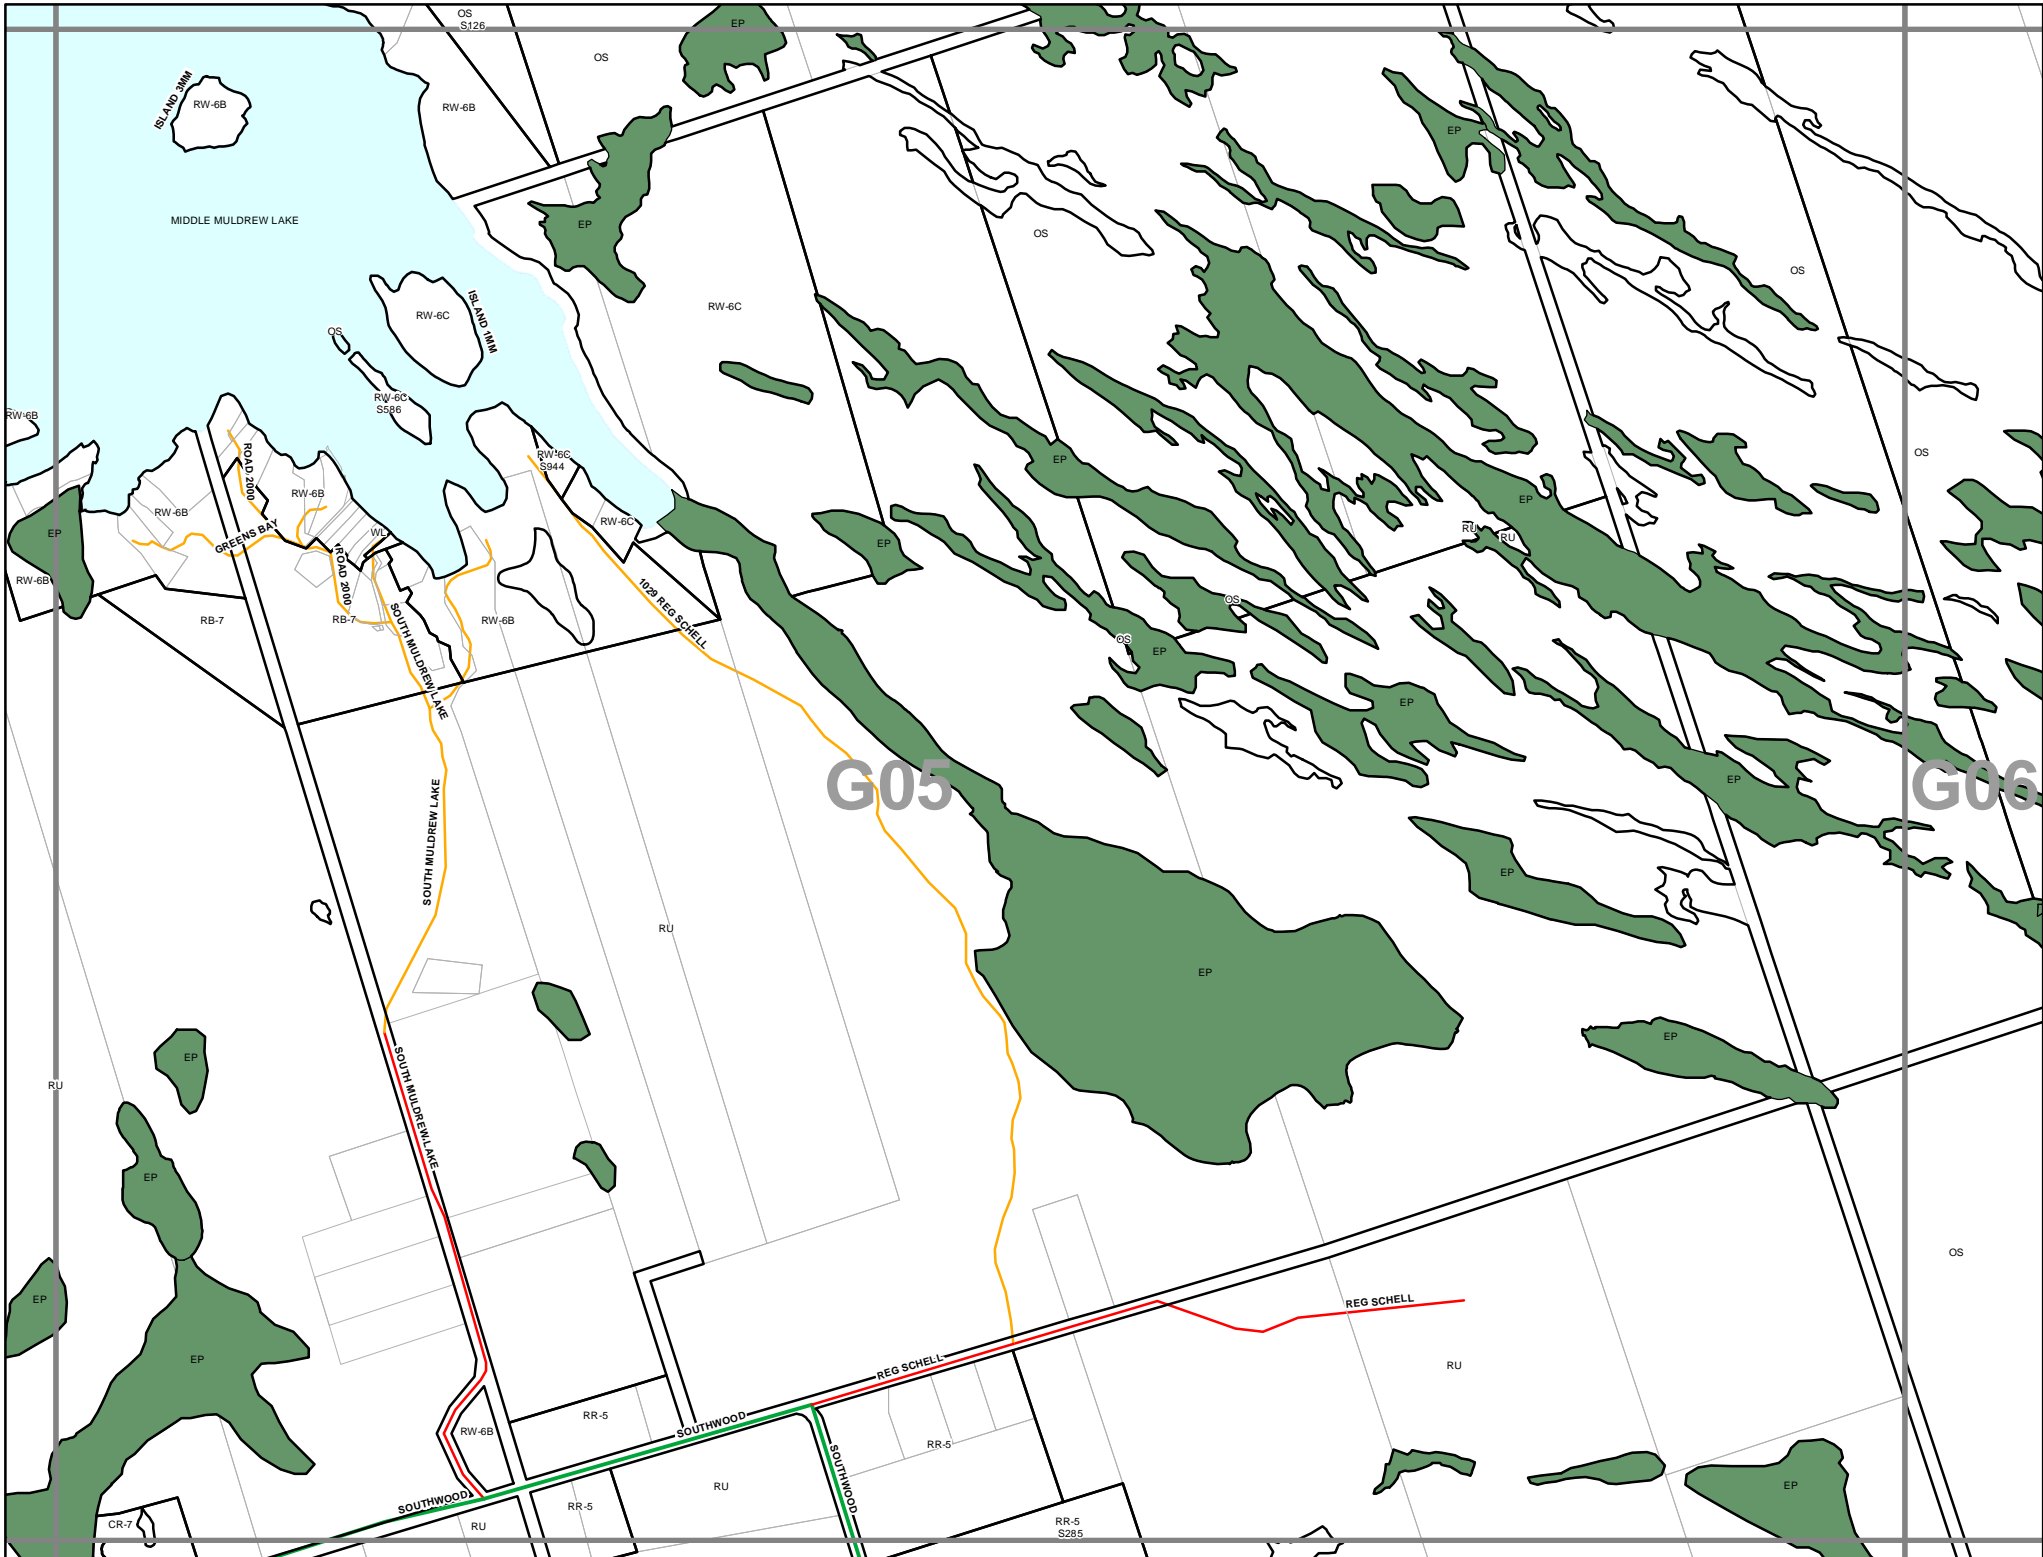 OS
S126
EP
OS
ISLAND 3MM
RW-6B
RW-6B
EP
MIDDLE MULDREW LAKE
EP
OS
OS
RW-6C
ISLAND 1MM
RW-6C
OS
RW-6C
S586
RW-6B
ROAD 2000
RW-6C
S944
EP
OS
RW-6B
RW-6B
EP
RW-6C
GREENS BAY
WL
RU
RU
EP
EP
RW-6B
ROAD 2000
1029 REG SCHELL
OS
RB-7
RB-7
SOUTH MULDREW LAKE
RW-6B
OS
EP
EP
G05
G06
EP
SOUTH MULDREW LAKE
EP
RU
EP
EP
EP
RU
SOUTH MULDREW LAKE
EP
OS
EP
REG SCHELL
EP
REG SCHELL
RU
RR-5
SOUTHWOOD
RW-6B
RR-5
SOUTHWOOD
RU
EP
SOUTHWOOD
RR-5
CR-7
RU
RR-5
S285